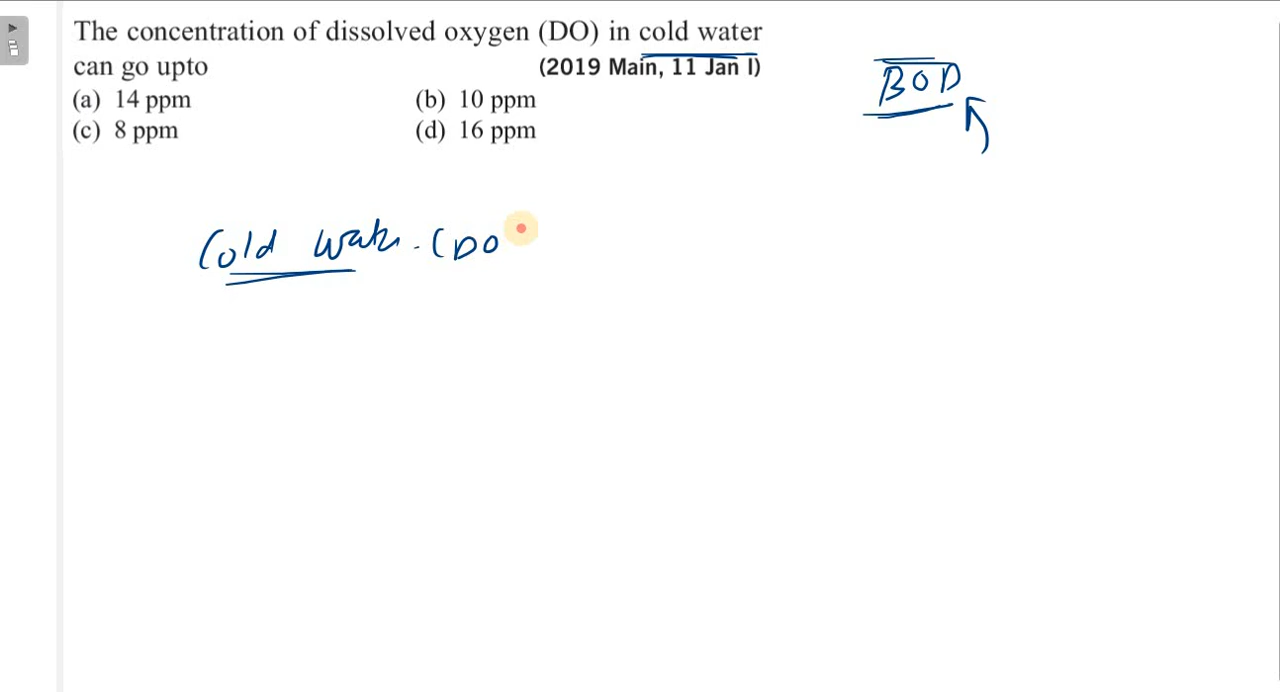 The concentration of dissolved oxygen (DO) in cold water
can go upto (2019 Main, 11 Jan I)
(a) 14 ppm (b) 10 ppm
(c) 8 ppm (d) 16 ppm
BOD
Cold water. (DO